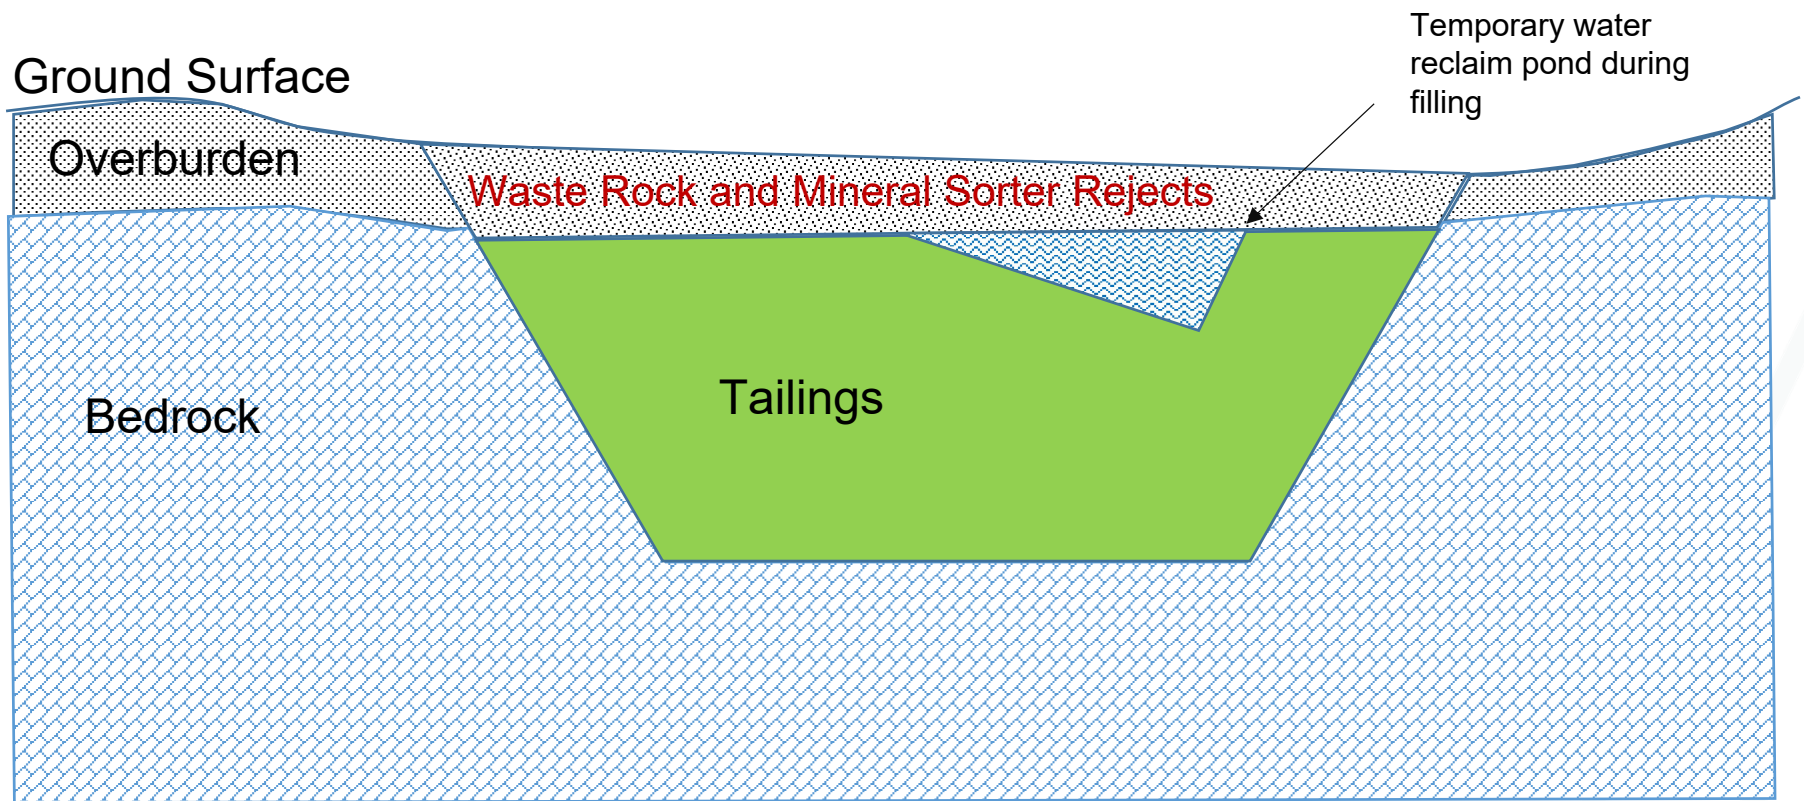 Temporary water
reclaim pond during
filling
Ground Surface
Overburden
Waste Rock and Mineral Sorter Rejects
Tailings
Bedrock